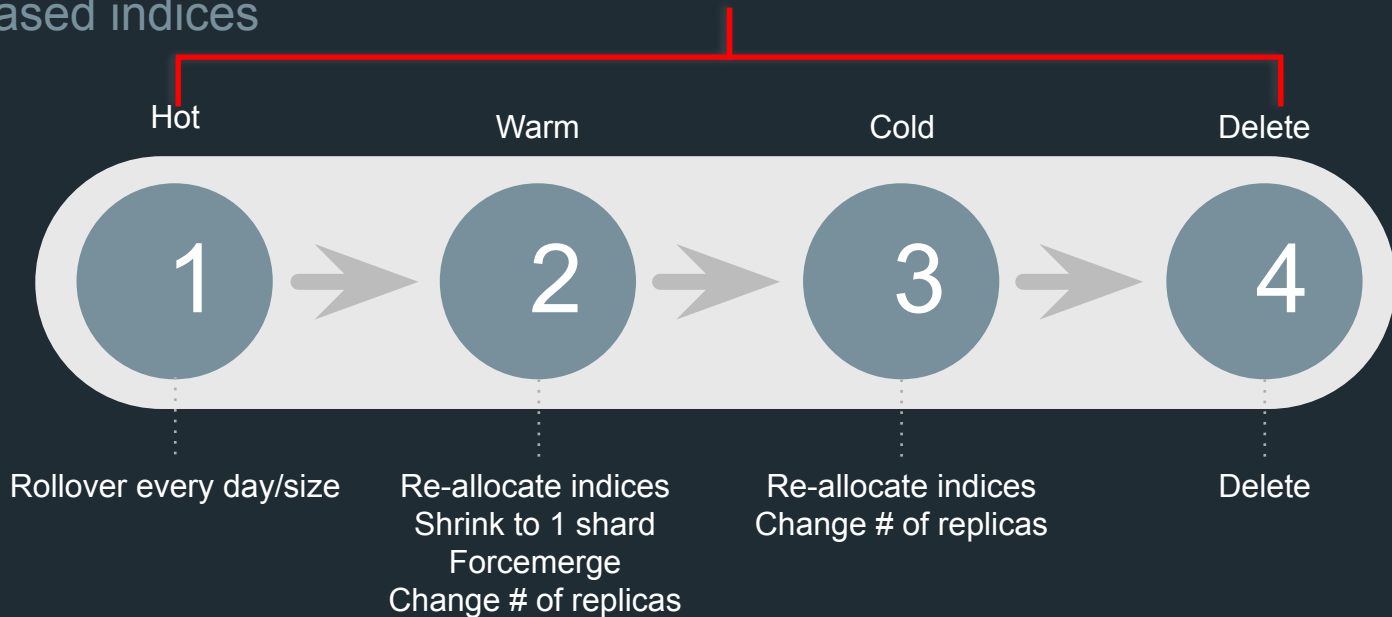 ased indices
Hot
Warm
Cold
Delete
1
2
3
4
Rollover every day/size
Re-allocate indices
Shrink to 1 shard
Forcemerge
Change # of replicas
Re-allocate indices
Change # of replicas
Delete